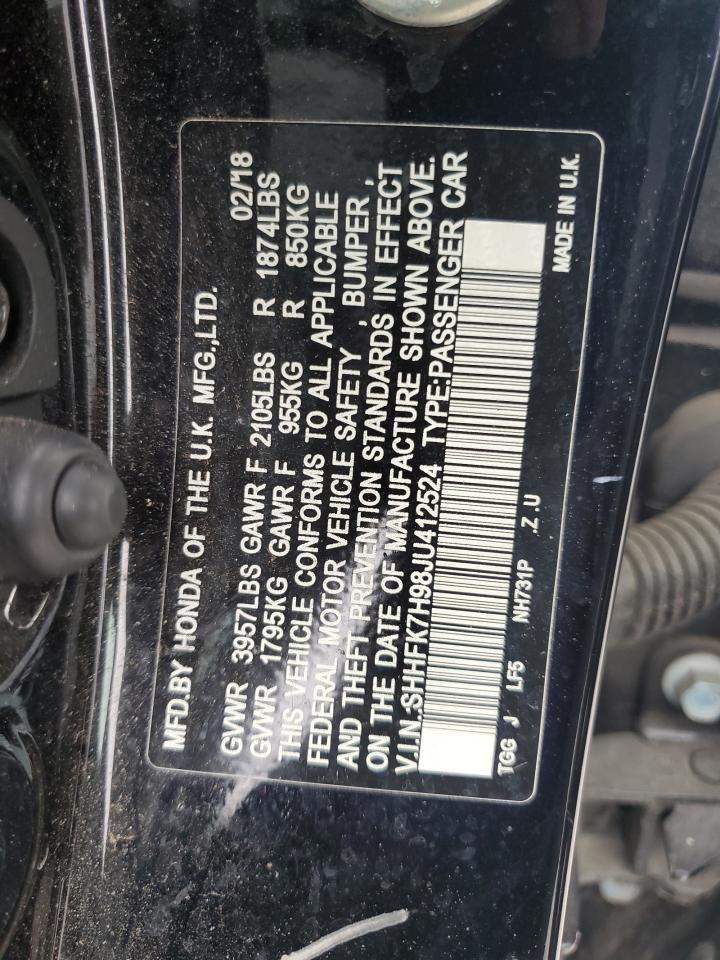 MFD.BY HONDA OF THE U.K. MFG.,LTD. 02/18
GVWR 3957LBS GAWR F 2105LBS R 1874LBS
GVWR 1795KG GAWR F 955KG R 850KG
THIS VEHICLE CONFORMS TO ALL APPLICABLE
FEDERAL MOTOR VEHICLE SAFETY , BUMPER ,
AND THEFT PREVENTION STANDARDS IN EFFECT
ON THE DATE OF MANUFACTURE SHOWN ABOVE.
V.I.N.:SHHFK7H98JU412524 TYPE:PASSENGER CAR
TGG J LF5 NH731P .Z .U MADE IN U.K.